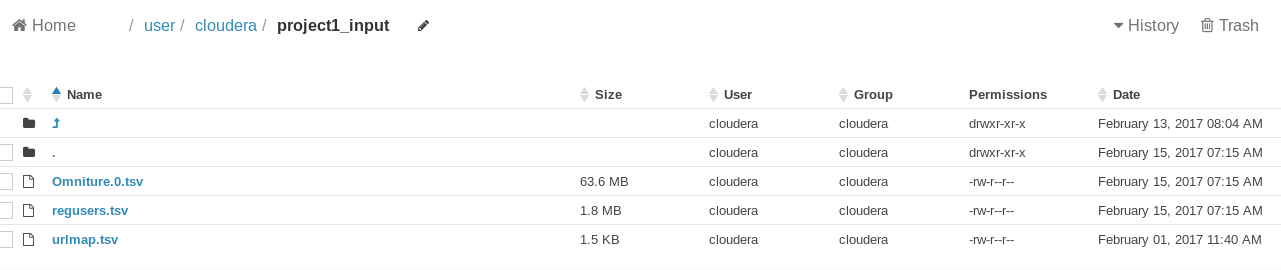 Home / user / cloudera / project1_input History Trash
Name Size User Group Permissions Date
cloudera cloudera drwxr-xr-x February 13, 2017 08:04 AM
. cloudera cloudera drwxr-xr-x February 15, 2017 07:15 AM
Omniture.0.tsv 63.6 MB cloudera cloudera -rw-r--r-- February 15, 2017 07:15 AM
regusers.tsv 1.8 MB cloudera cloudera -rw-r--r-- February 15, 2017 07:15 AM
urlmap.tsv 1.5 KB cloudera cloudera -rw-r--r-- February 01, 2017 11:40 AM